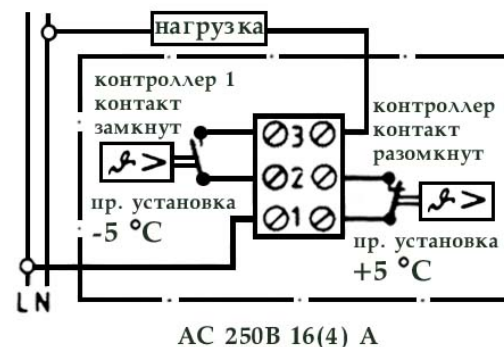 нагрузка
контроллер 1
контакт
замкнут
ϑ >
пр. установка
-5 °C
3
2
1
контроллер
контакт
разомкнут
ϑ >
пр. установка
+5 °C
L N
АС 250В 16(4) А